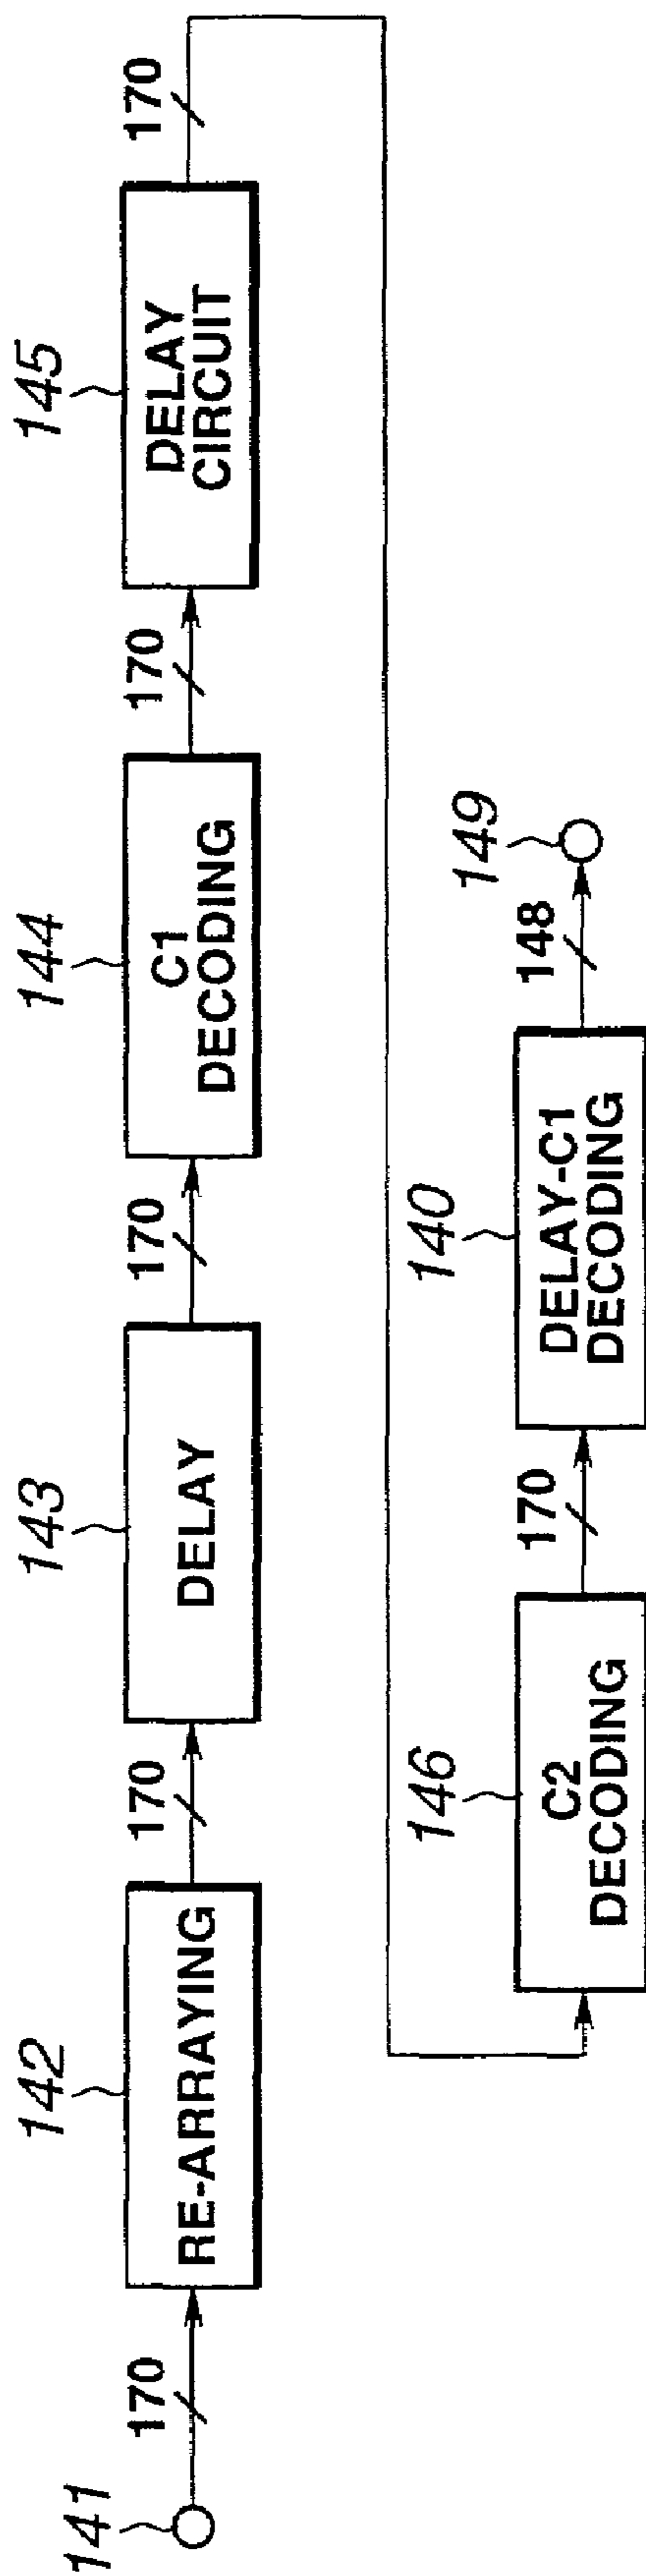 141
170
142
RE-ARRAYING
170
143
DELAY
170
144
C1
DECODING
170
145
DELAY
CIRCUIT
170
146
C2
DECODING
170
140
DELAY-C1
DECODING
148
149